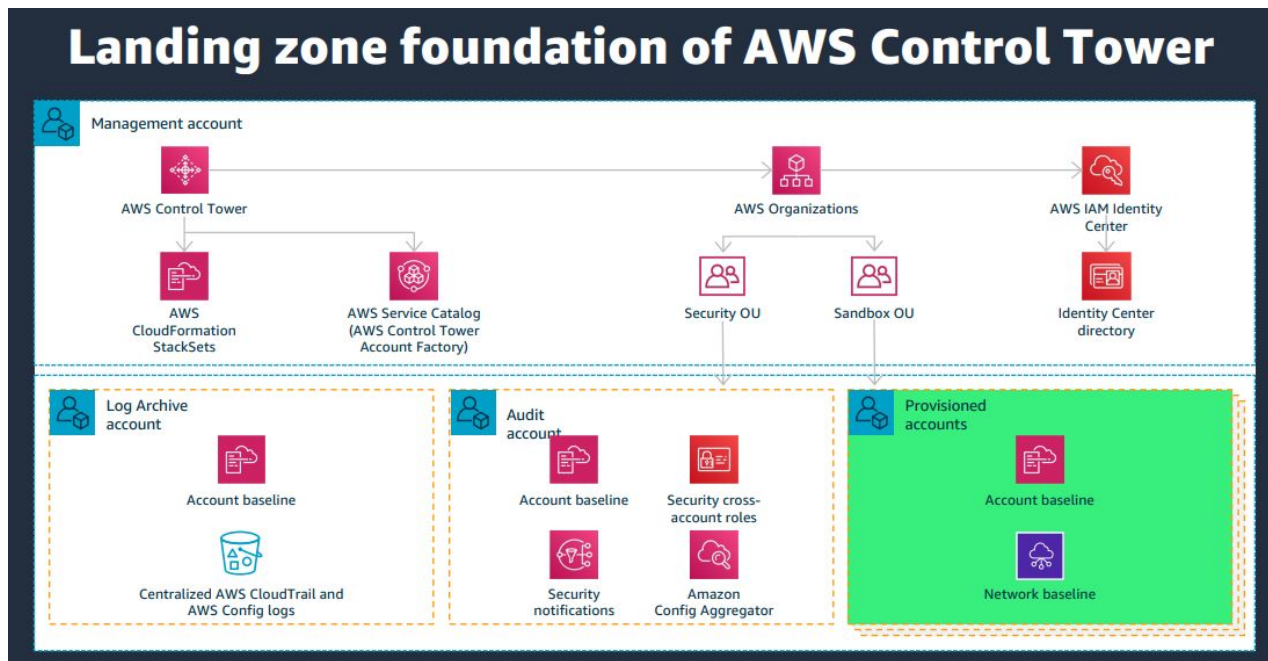 Landing zone foundation of AWS Control Tower
Management account
AWS Control Tower
AWS Organizations
AWS IAM Identity
Center
AWS
CloudFormation
StackSets
AWS Service Catalog
(AWS Control Tower
Account Factory)
Security OU
Sandbox OU
Identity Center
directory
Log Archive
account
Account baseline
Centralized AWS CloudTrail and
AWS Config logs
Audit
account
Account baseline
Security cross-
account roles
Security
notifications
Amazon
Config Aggregator
Provisioned
accounts
Account baseline
Network baseline